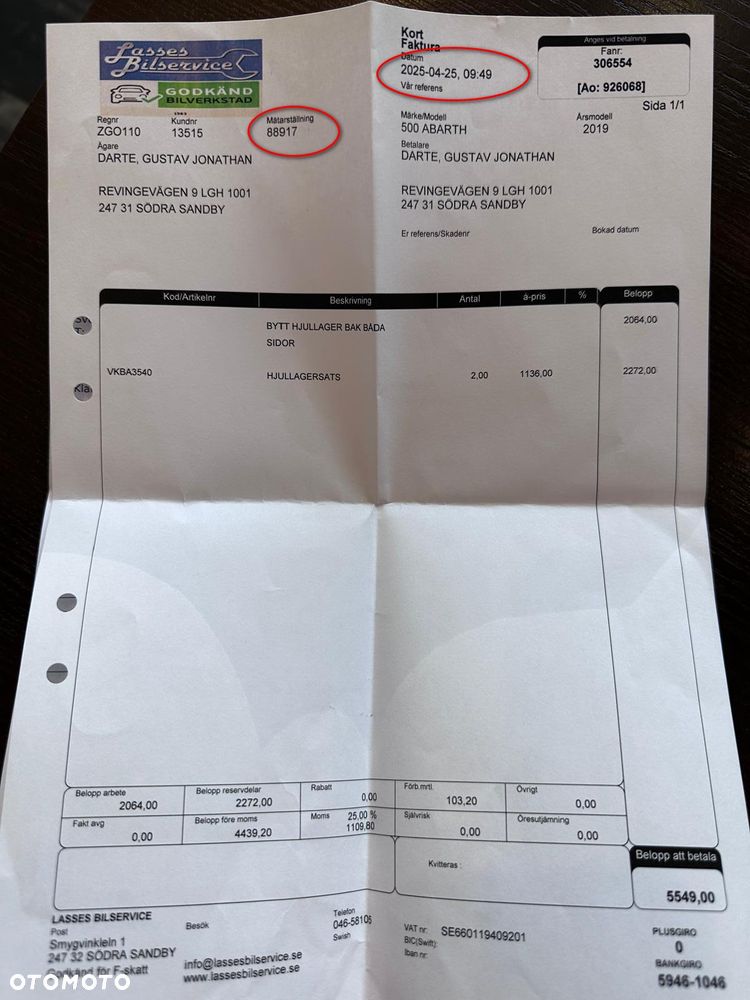 Lasses
Bilservice
GODKÄND
BILVERKSTAD
Kort
Faktura
Datum
2025-04-25, 09:49
Vår referens
Anges vid betalning
Fanr:
306554
[Ao: 926068]
Sida 1/1
Regnr Kundnr Mätarställning
ZGO110 13515 88917
Märke/Modell Årsmodell
500 ABARTH 2019
Ägare
DARTE, GUSTAV JONATHAN
Betalare
DARTE, GUSTAV JONATHAN
REVINGEVÄGEN 9 LGH 1001
247 31 SÖDRA SANDBY
REVINGEVÄGEN 9 LGH 1001
247 31 SÖDRA SANDBY
Er referens/Skadenr Bokad datum
Kod/Artikelnr Beskrivning Antal à-pris % Belopp
BYTT HJULLAGER BAK BÅDA 2064,00
SIDOR
VKBA3540 HJULLAGERSATS 2,00 1136,00 2272,00
Belopp arbete Belopp reservdelar Rabatt Förb.mtrl. Övrigt
2064,00 2272,00 0,00 103,20 0,00
Fakt avg Belopp före moms Moms 25,00 % Självrisk Öresutjämning
0,00 4439,20 1109,80 0,00 0,00
Kvitteras :
Belopp att betala
5549,00
LASSES BILSERVICE
Post Besök Telefon
Smygvinkleln 1 046-58106
247 32 SÖDRA SANDBY info@lassesbilservice.se Swish
Godkänd för F-skatt www.lassesbilservice.se
VAT nr: SE660119409201
BIC(Swift):
Iban nr:
PLUSGIRO
0
BANKGIRO
5946-1046
OTOMOTO